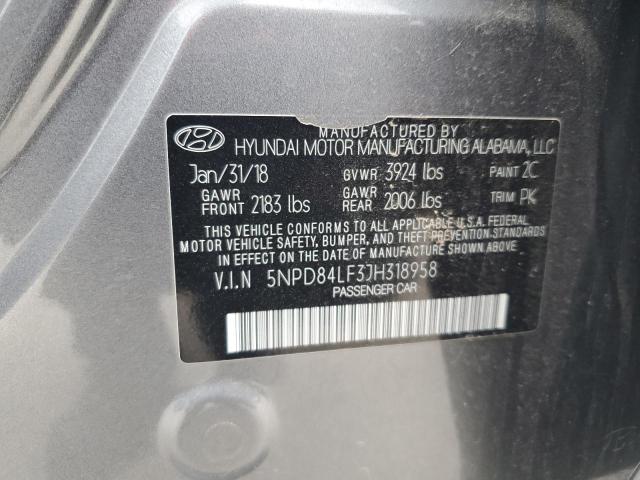 MANUFACTURED BY
HYUNDAI MOTOR MANUFACTURING ALABAMA, LLC
Jan/31/18 GVWR 3924 lbs PAINT 2C
GAWR FRONT 2183 lbs GAWR REAR 2006 lbs TRIM PK
THIS VEHICLE CONFORMS TO ALL APPLICABLE U.S.A. FEDERAL
MOTOR VEHICLE SAFETY, BUMPER, AND THEFT PREVENTION STANDARDS
IN EFFECT ON THE DATE OF MANUFACTURE SHOWN ABOVE.
V.I.N 5NPD84LF3JH318958
PASSENGER CAR